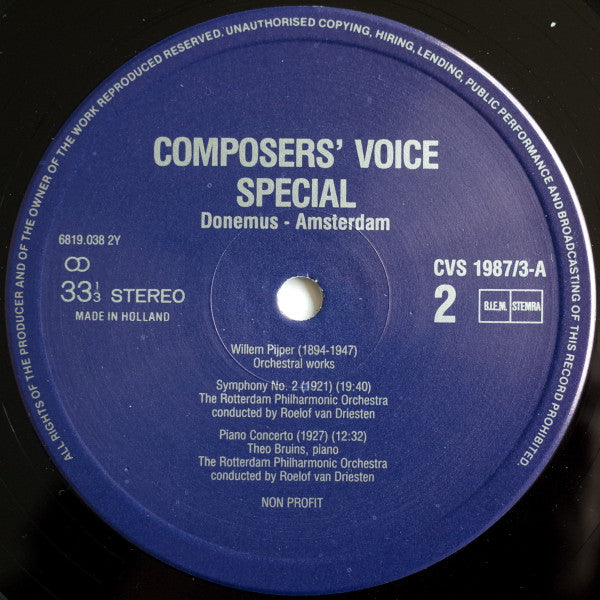 ALL RIGHTS OF THE PRODUCER AND OF THE OWNER OF THE WORK REPRODUCED RESERVED. UNAUTHORISED COPYING, HIRING, LENDING, PUBLIC PERFORMANCE AND BROADCASTING OF THIS RECORD PROHIBITED.
COMPOSERS' VOICE
SPECIAL
Donemus - Amsterdam
6819.038 2Y
33 1/3 STEREO
MADE IN HOLLAND
CVS 1987/3-A
2
B.I.E.M. STEMRA
Willem Pijper (1894-1947)
Orchestral works
Symphony No. 2 (1921) (19:40)
The Rotterdam Philharmonic Orchestra
conducted by Roelof van Driesten
Piano Concerto (1927) (12:32)
Theo Bruins, piano
The Rotterdam Philharmonic Orchestra
conducted by Roelof van Driesten
NON PROFIT